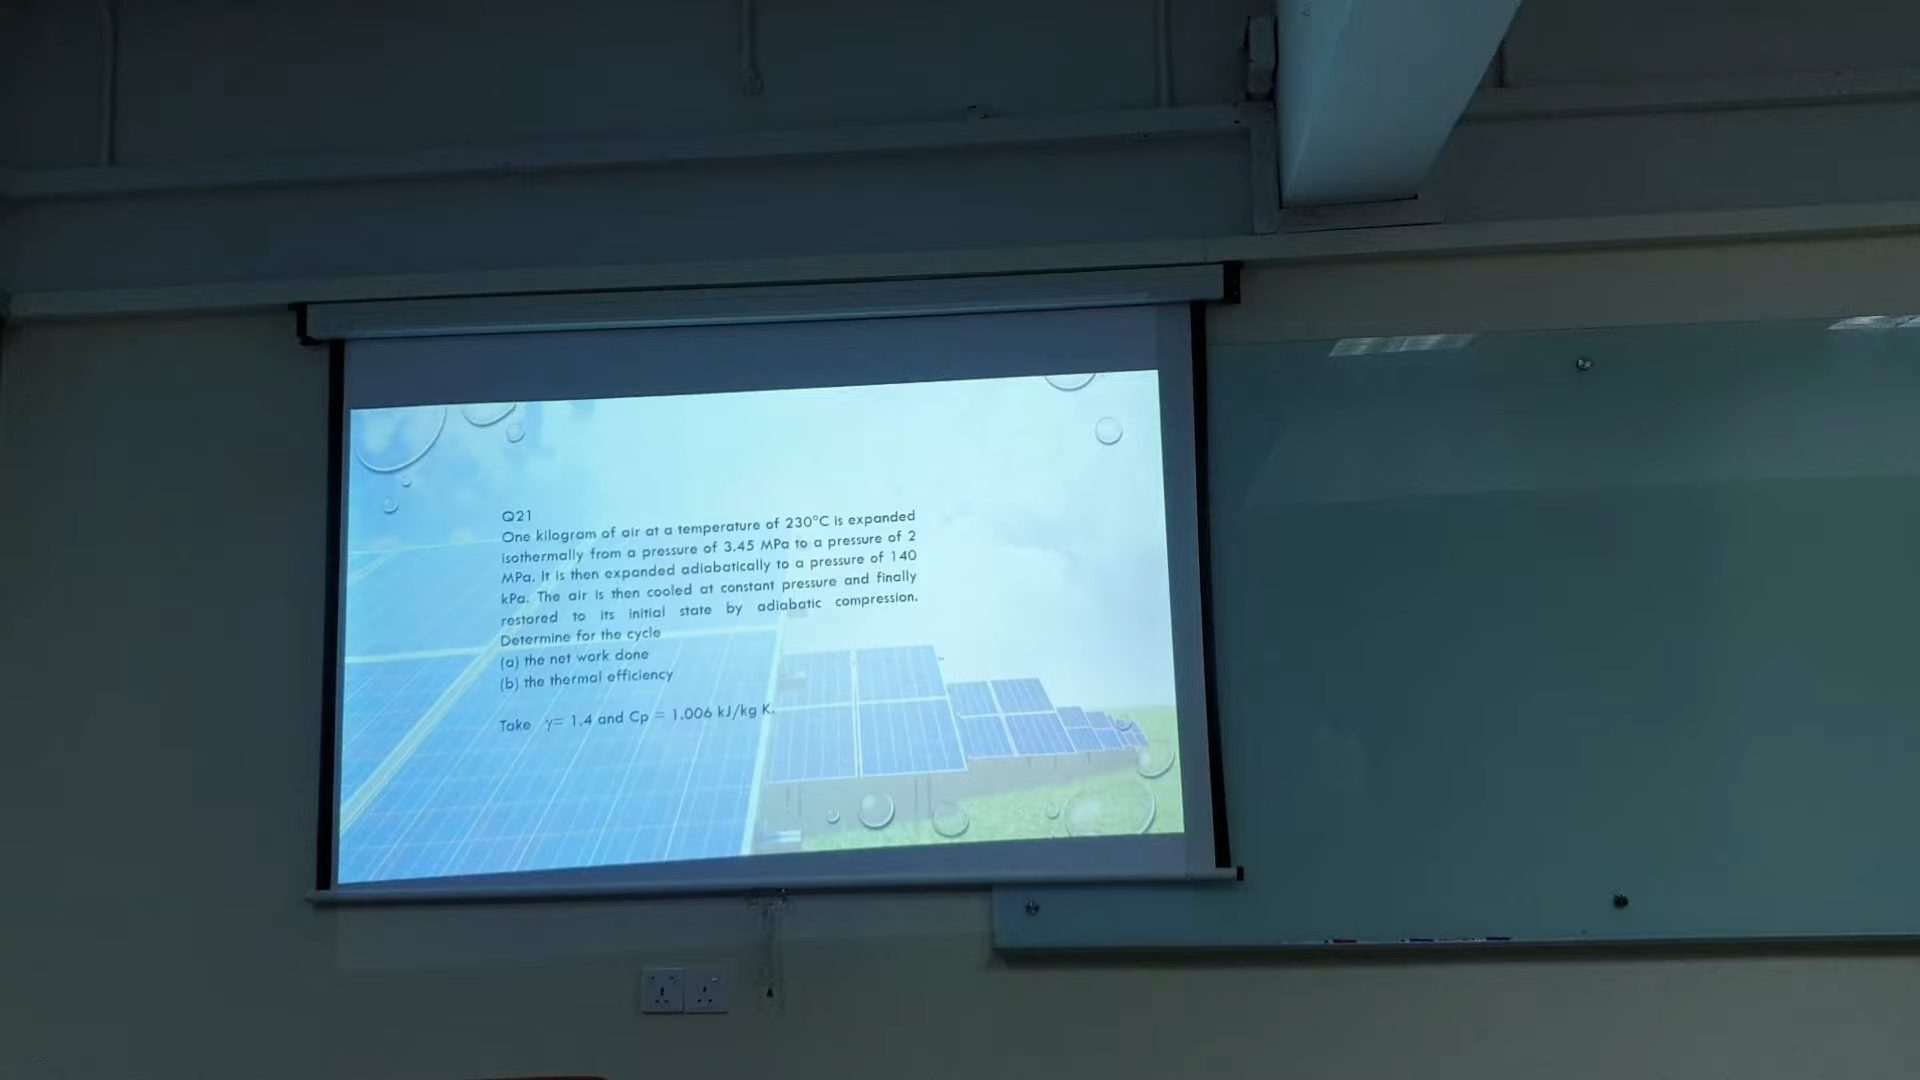 Q21
One kilogram of air at a temperature of 230°C is expanded
isothermally from a pressure of 3.45 MPa to a pressure of 2
MPa. It is then expanded adiabatically to a pressure of 140
kPa. The air is then cooled at constant pressure and finally
restored to its initial state by adiabatic compression.
Determine for the cycle
(a) the net work done
(b) the thermal efficiency
Take γ= 1.4 and Cp = 1.006 kJ/kg K.